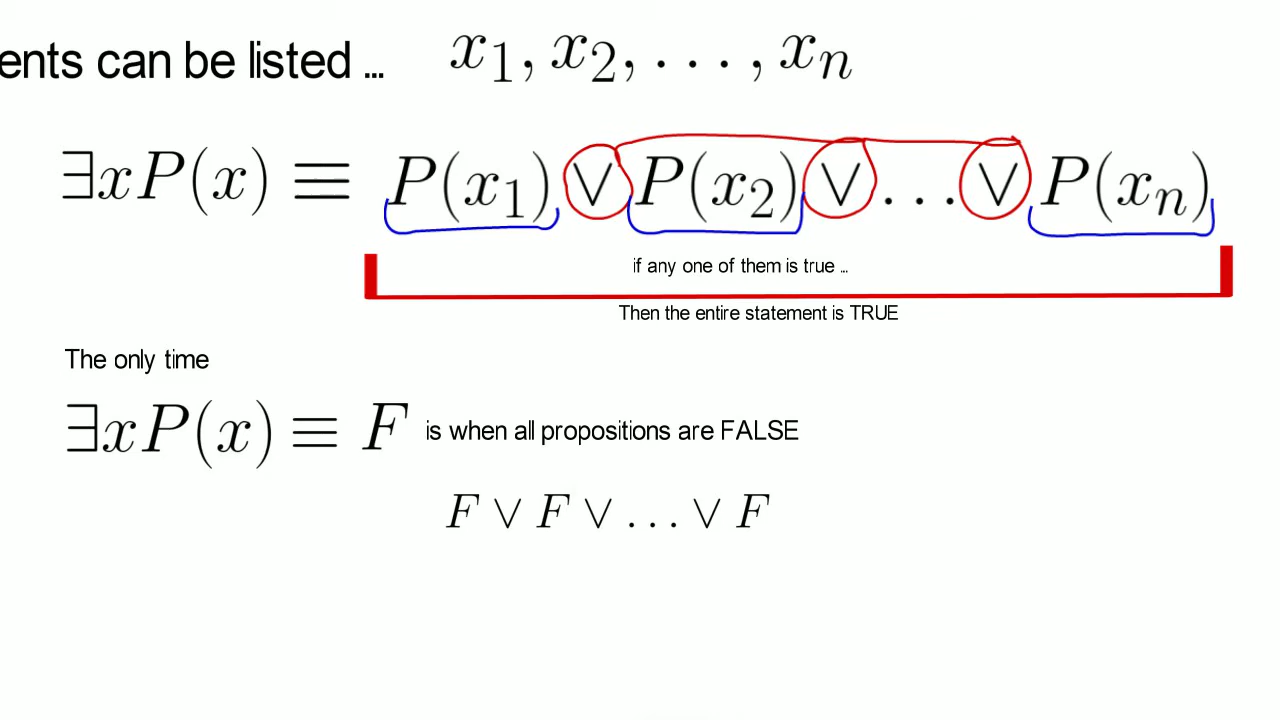 ents can be listed ... x₁, x₂, . . . , xₙ
∃xP(x) ≡ P(x₁) ∨ P(x₂) ∨ . . . ∨ P(xₙ)
if any one of them is true ...
Then the entire statement is TRUE
The only time
∃xP(x) ≡ F is when all propositions are FALSE
F ∨ F ∨ . . . ∨ F